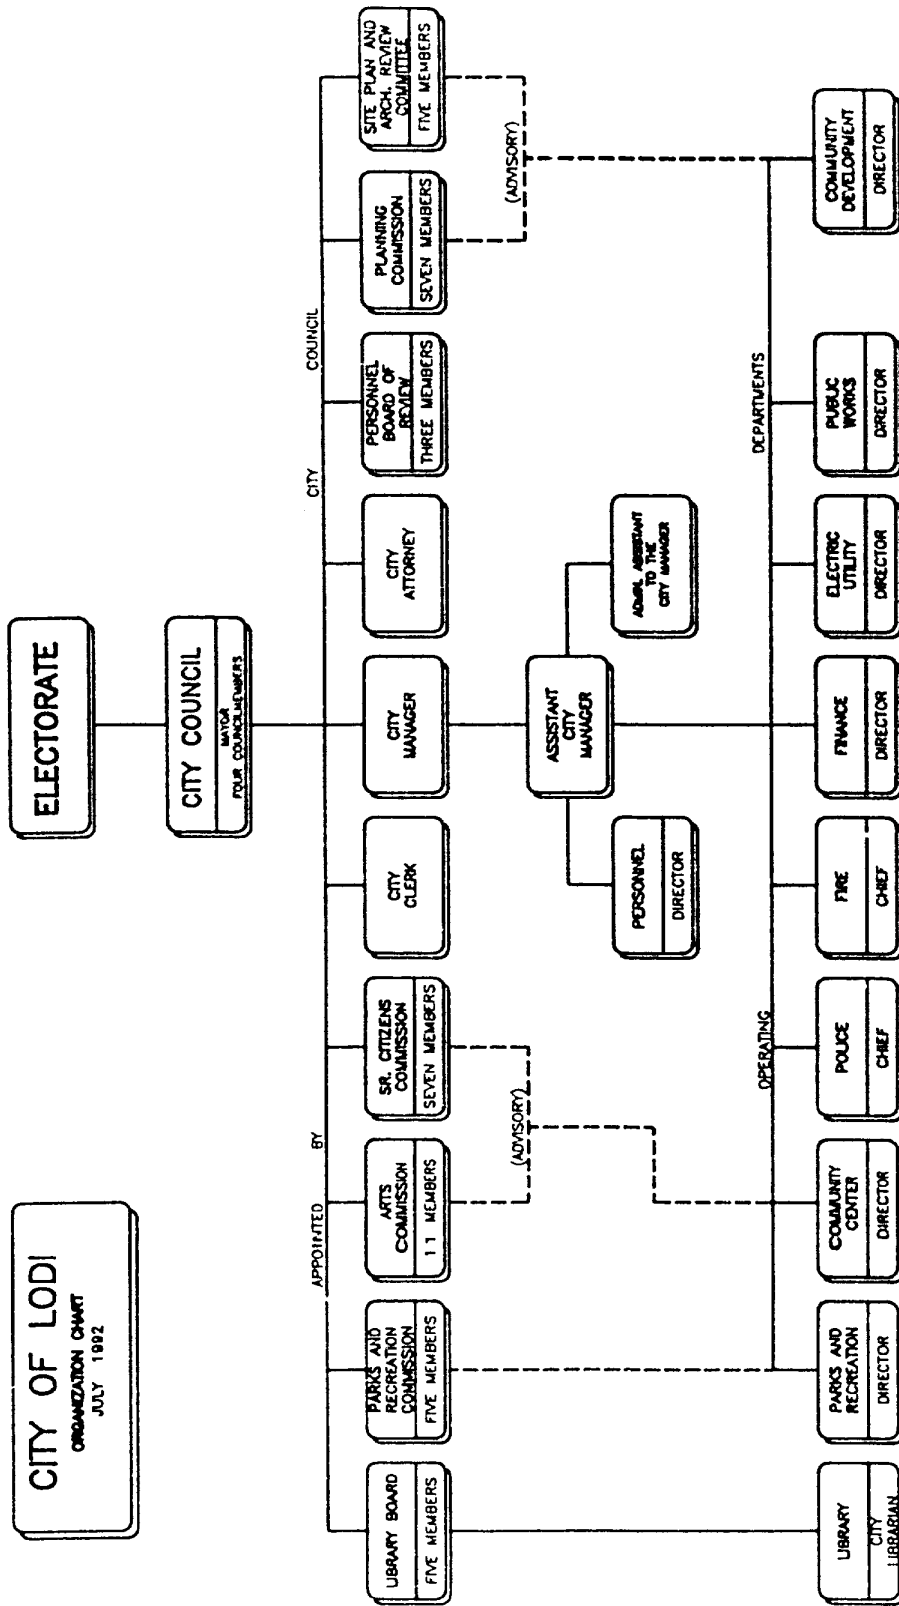 CITY OF LODI
ORGANIZATION CHART
JULY 1992
ELECTORATE
CITY COUNCIL
MAYOR
FOUR COUNCILMEMBERS
APPOINTED BY CITY COUNCIL
LIBRARY BOARD
FIVE MEMBERS
PARKS AND
RECREATION
COMMISSION
FIVE MEMBERS
ARTS
COMMISSION
11 MEMBERS
SR. CITIZENS
COMMISSION
SEVEN MEMBERS
CITY
CLERK
CITY
MANAGER
CITY
ATTORNEY
PERSONNEL
BOARD OF
REVIEW
THREE MEMBERS
PLANNING
COMMISSION
SEVEN MEMBERS
SITE PLAN AND
ARCH. REVIEW
COMMITTEE
FIVE MEMBERS
(ADVISORY)
(ADVISORY)
ASSISTANT
CITY
MANAGER
PERSONNEL
DIRECTOR
ADMIN. ASSISTANT
TO THE
CITY MANAGER
OPERATING DEPARTMENTS
LIBRARY
CITY
LIBRARIAN
PARKS AND
RECREATION
DIRECTOR
COMMUNITY
CENTER
DIRECTOR
POLICE
CHIEF
FIRE
CHIEF
FINANCE
DIRECTOR
ELECTRIC
UTILITY
DIRECTOR
PUBLIC
WORKS
DIRECTOR
COMMUNITY
DEVELOPMENT
DIRECTOR